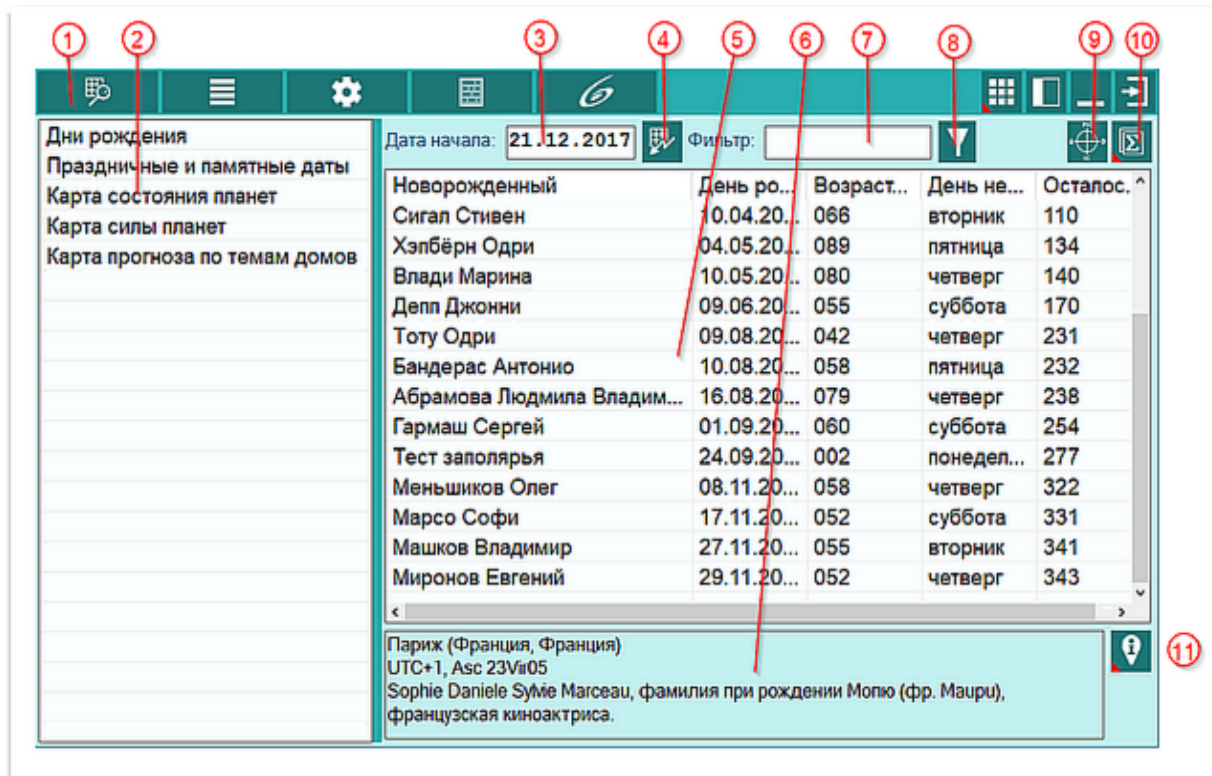 1 2 3 4 5 6 7 8 9 10
Дни рождения
Праздничные и памятные даты
Карта состояния планет
Карта силы планет
Карта прогноза по темам домов
Дата начала: 21.12.2017 Фильтр:
Новорожденный День ро... Возраст... День не... Осталос.
Сигал Стивен 10.04.20... 066 вторник 110
Хэпбёрн Одри 04.05.20... 089 пятница 134
Влади Марина 10.05.20... 080 четверг 140
Депп Джонни 09.06.20... 055 суббота 170
Тоту Одри 09.08.20... 042 четверг 231
Бандерас Антонио 10.08.20... 058 пятница 232
Абрамова Людмила Владим... 16.08.20... 079 четверг 238
Гармаш Сергей 01.09.20... 060 суббота 254
Тест заполярья 24.09.20... 002 понедел... 277
Меньшиков Олег 08.11.20... 058 четверг 322
Марсо Софи 17.11.20... 052 суббота 331
Машков Владимир 27.11.20... 055 вторник 341
Миронов Евгений 29.11.20... 052 четверг 343
Париж (Франция, Франция)
UTC+1, Asc 23Vir05
Sophie Daniele Sylvie Marceau, фамилия при рождении Мопю (фр. Maupu),
французская киноактриса.
11